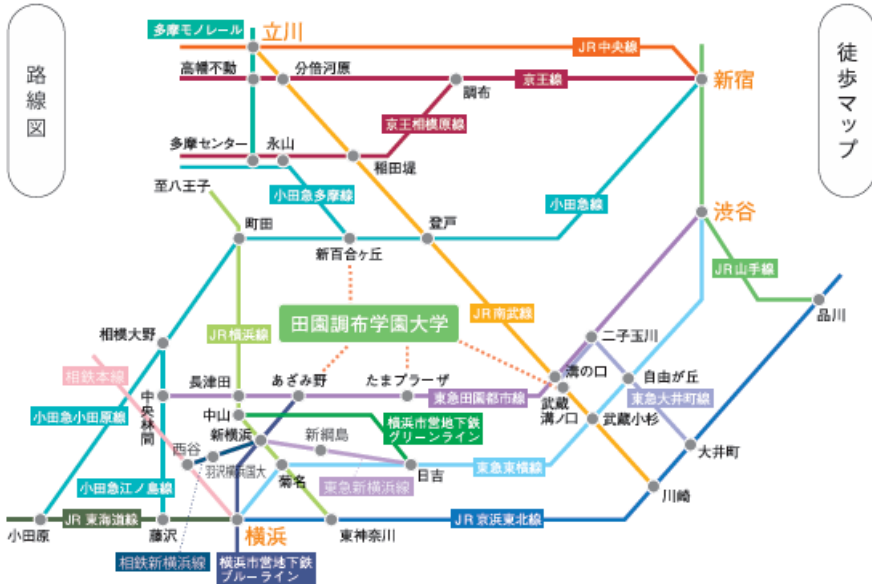 路線図
徒歩マップ
多摩モノレール
立川
JR中央線
高幡不動
分倍河原
京王線
新宿
調布
京王相模原線
多摩センター
永山
稲田堤
至八王子
小田急多摩線
小田急線
渋谷
町田
登戸
新百合ヶ丘
JR山手線
品川
田園調布学園大学
JR南武線
JR横浜線
相模大野
二子玉川
相鉄本線
長津田
あざみ野
たまプラーザ
溝の口
自由が丘
東急田園都市線
東急大井町線
中央林間
小田急小田原線
中山
横浜市営地下鉄
グリーンライン
武蔵
溝ノ口
武蔵小杉
新横浜
新綱島
西谷
羽沢横浜国大
大井町
日吉
東急東横線
菊名
東急新横浜線
小田急江ノ島線
川崎
小田原
JR 東海道線
藤沢
横浜
東神奈川
JR 京浜東北線
相鉄新横浜線
横浜市営地下鉄
ブルーライン